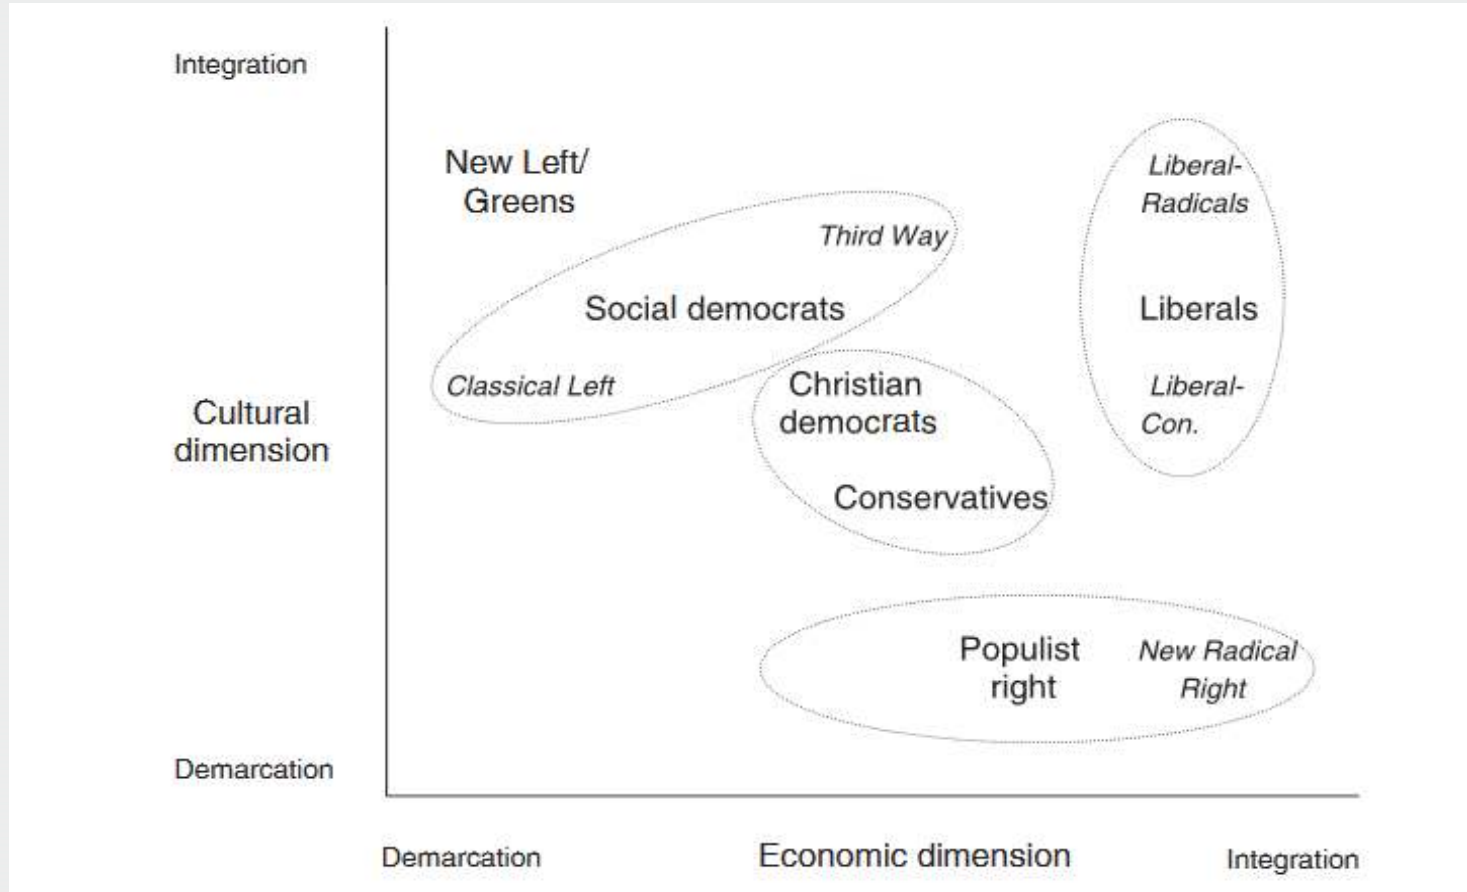 Integration
New Left/
Greens
Liberal-
Radicals
Third Way
Social democrats
Liberals
Classical Left
Christian
democrats
Liberal-
Con.
Cultural
dimension
Conservatives
Populist
right
New Radical
Right
Demarcation
Demarcation
Economic dimension
Integration